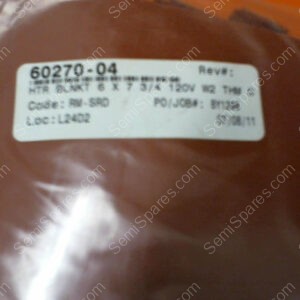 60270-04 Rev#:
HTR BLNKT 6 X 7 3/4 120V W2 THM S
Code: RM-SRD PO/JOB#: BY1296
Loc: L24D2 07/08/11
SemiSpares.com